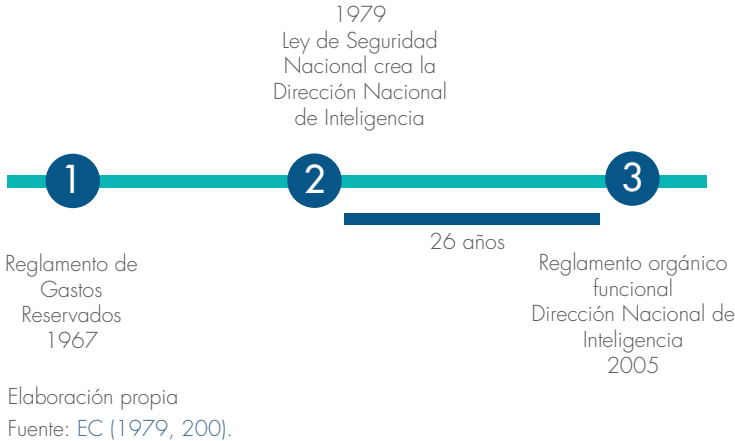 1979
Ley de Seguridad
Nacional crea la
Dirección Nacional
de Inteligencia
1
2
3
26 años
Reglamento de
Gastos
Reservados
1967
Reglamento orgánico
funcional
Dirección Nacional de
Inteligencia
2005
Elaboración propia
Fuente: EC (1979, 200).